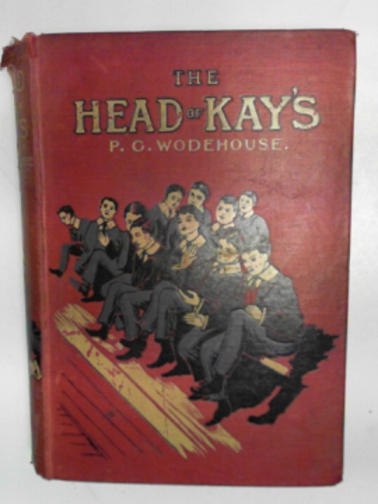 THE
HEAD OF KAY'S
P. G. WODEHOUSE.